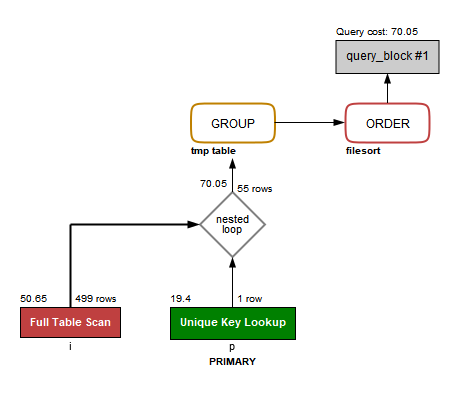 Query cost: 70.05
query_block #1
GROUP
ORDER
tmp table
filesort
70.05
55 rows
nested
loop
50.65
499 rows
19.4
1 row
Full Table Scan
Unique Key Lookup
i
p
PRIMARY